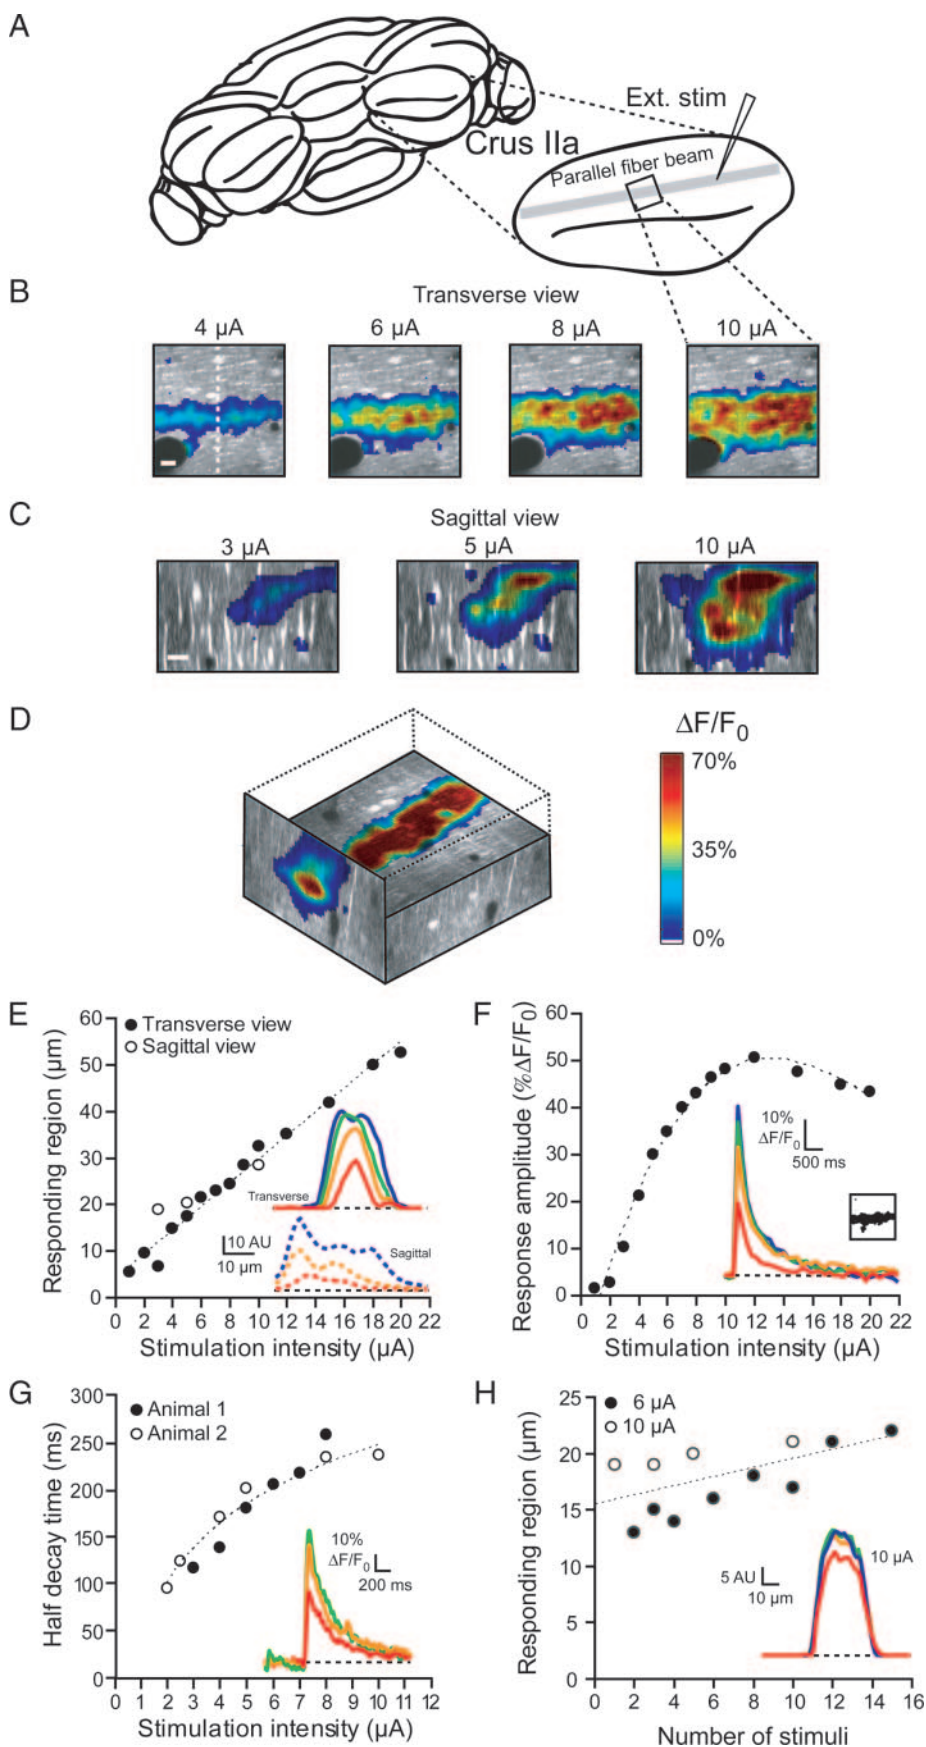 A
Ext. stim
Crus IIa
Parallel fiber beam
B
Transverse view
4 μA 6 μA 8 μA 10 μA
C
Sagittal view
3 μA 5 μA 10 μA
D
ΔF/F0
70%
35%
0%
E
Responding region (μm)
60
50
40
30
20
10
0
Transverse view
Sagittal view
Transverse
10 AU
10 μm
Sagittal
0 2 4 6 8 10 12 14 16 18 20 22
Stimulation intensity (μA)
F
Response amplitude (%ΔF/F0)
60
50
40
30
20
10
0
10%
ΔF/F0
500 ms
0 2 4 6 8 10 12 14 16 18 20 22
Stimulation intensity (μA)
G
Half decay time (ms)
300
250
200
150
100
50
0
Animal 1
Animal 2
10%
ΔF/F0
200 ms
0 1 2 3 4 5 6 7 8 9 10 11 12
Stimulation intensity (μA)
H
Responding region (μm)
25
20
15
10
5
0
6 μA
10 μA
10 μA
5 AU
10 μm
0 2 4 6 8 10 12 14 16
Number of stimuli